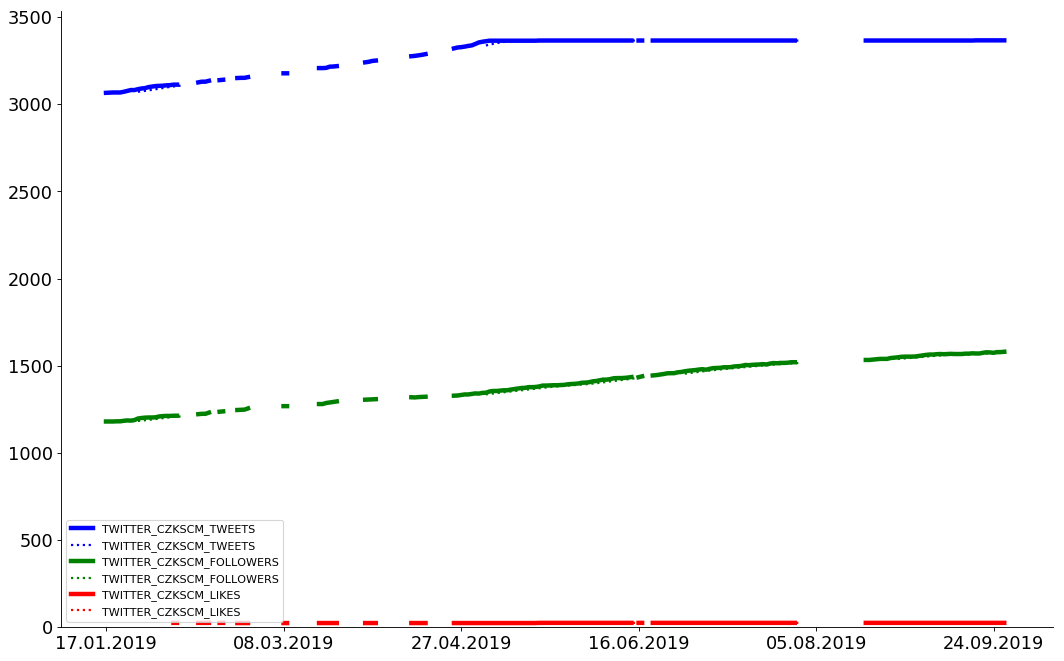 3500
3000
2500
2000
1500
1000
500
0
TWITTER_CZKSCM_TWEETS
TWITTER_CZKSCM_TWEETS
TWITTER_CZKSCM_FOLLOWERS
TWITTER_CZKSCM_FOLLOWERS
TWITTER_CZKSCM_LIKES
TWITTER_CZKSCM_LIKES
17.01.2019 08.03.2019 27.04.2019 16.06.2019 05.08.2019 24.09.2019